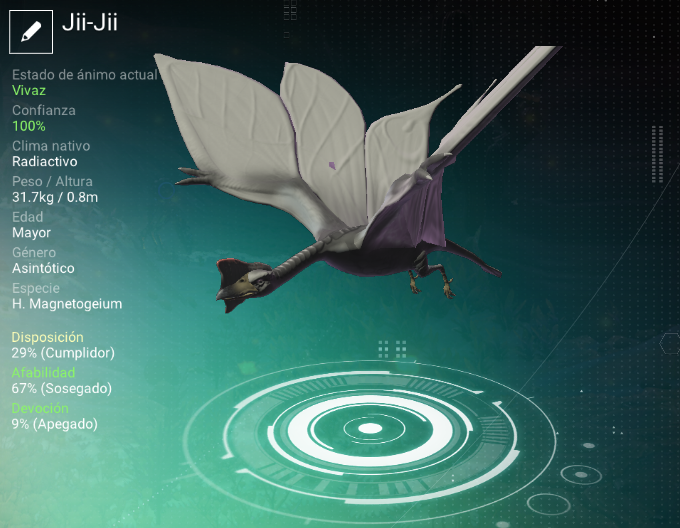 Jii-Jii
Estado de ánimo actual
Vivaz
Confianza
100%
Clima nativo
Radiactivo
Peso / Altura
31.7kg / 0.8m
Edad
Mayor
Género
Asintótico
Especie
H. Magnetogeium
Disposición
29% (Cumplidor)
Afabilidad
67% (Sosegado)
Devoción
9% (Apegado)